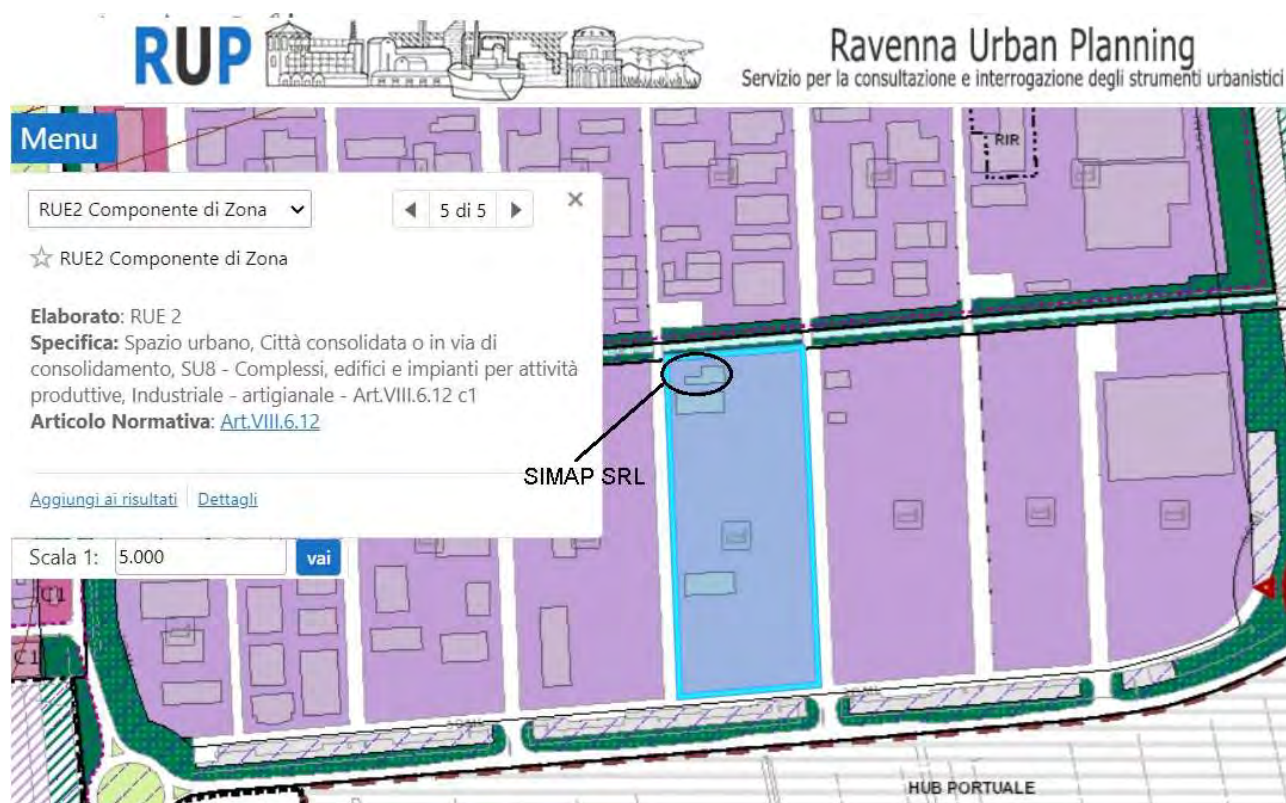 RUP
Ravenna Urban Planning
Servizio per la consultazione e interrogazione degli strumenti urbanistici
Menu
RIR
RUE2 Componente di Zona
5 di 5
RUE2 Componente di Zona
Elaborato: RUE 2
Specifica: Spazio urbano, Città consolidata o in via di
consolidamento, SU8 - Complessi, edifici e impianti per attività
produttive, Industriale - artigianale - Art.VIII.6.12 c1
Articolo Normativa: Art.VIII.6.12
SIMAP SRL
Aggiungi ai risultati Dettagli
Scala 1: 5.000 vai
C1
C1
HUB PORTUALE